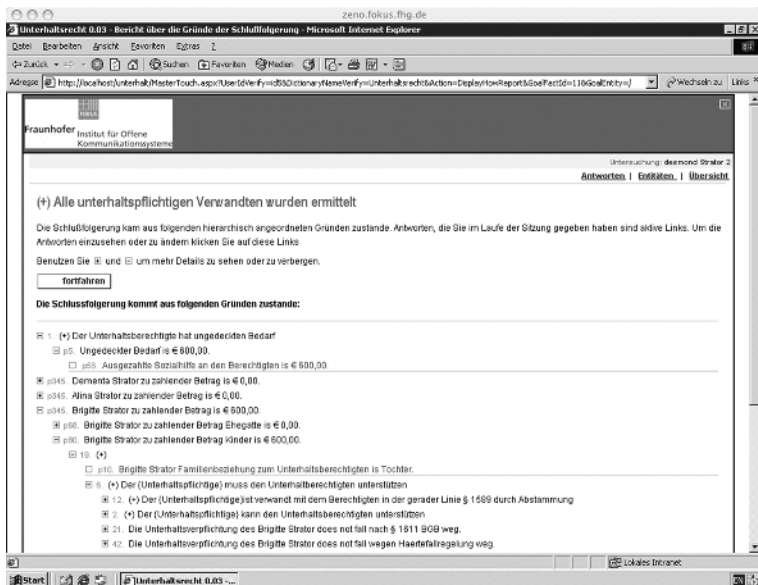 zeno.fokus.fhg.de
Unterhaltsrecht 0.03 - Bericht über die Gründe der Schlußfolgerung - Microsoft Internet Explorer
Datei Bearbeiten Ansicht Favoriten Extras ?
Zurück Suchen Favoriten Medien
Adresse http://localhost/unterhalt/MasterTouch.aspx?UserIdVerify=id5&DictionaryNameVerify=Unterhaltsrecht&Action=DisplayHowReport&GoalFactId=118&GoalEntity=/ Wechseln zu Links
FOKUS
Fraunhofer Institut für Offene
Kommunikationssysteme
Untersuchung: desmond Strator 2
Antworten | Entitäten | Übersicht
(+) Alle unterhaltspflichtigen Verwandten wurden ermittelt
Die Schlußfolgerung kam aus folgenden hierarchisch angeordneten Gründen zustande. Antworten, die Sie im Laufe der Sitzung gegeben haben sind aktive Links. Um die
Antworten einzusehen oder zu ändern klicken Sie auf diese Links
Benutzen Sie ⊞ und ⊟ um mehr Details zu sehen oder zu verbergen.
fortfahren
Die Schlussfolgerung kommt aus folgenden Gründen zustande:
1. (+) Der Unterhaltsberechtigte hat ungedeckten Bedarf
p5. Ungedeckter Bedarf is € 600,00.
p59. Ausgezahlte Sozialhilfe an den Berechtigten is € 600,00.
p345. Dementa Strator zu zahlender Betrag is € 0,00.
p345. Alina Strator zu zahlender Betrag is € 0,00.
p345. Brigitte Strator zu zahlender Betrag is € 600,00.
p68. Brigitte Strator zu zahlender Betrag Ehegatte is € 0,00.
p80. Brigitte Strator zu zahlender Betrag Kinder is € 600,00.
19. (+)
p10. Brigitte Strator Familienbeziehung zum Unterhaltsberechtigten is Tochter.
6. (+) Der {Unterhaltspflichtige} muss den Unterhaltberechtigten unterstützen
12. (+) Der {Unterhaltspflichtige}ist verwandt mit dem Berechtigten in der gerader Linie § 1589 durch Abstammung
2. (+) Der {Unterhaltspflichtige} kann den Unterhaltsberechtigten unterstützen
21. Die Unterhaltsverpflichtung des Brigitte Strator does not fall nach § 1611 BGB weg.
42. Die Unterhaltsverpflichtung des Brigitte Strator does not fall wegen Haertefallregelung weg.
Lokales Intranet
Start Unterhaltsrecht 0.03 -... EN